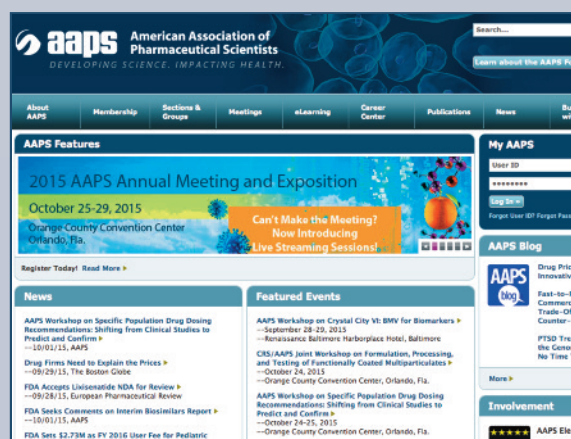 aaps
American Association of
Pharmaceutical Scientists
DEVELOPING SCIENCE. IMPACTING HEALTH.
Search...
Learn about the AAPS Fo
About
AAPS
Membership
Sections &
Groups
Meetings
eLearning
Career
Center
Publications
News
Bu
wi
AAPS Features
2015 AAPS Annual Meeting and Exposition
October 25-29, 2015
Orange County Convention Center
Orlando, Fla.
Can't Make the Meeting?
Now Introducing
Live Streaming Sessions!
Register Today! Read More
My AAPS
User ID
Log In »
Forgot User ID? Forgot Pass
AAPS Blog
AAPS
blog
Drug Pric
Innovativ
Fast-to-
Commerc
Trade-Of
Counter-
PTSD Tre
the Geno
No Time
More
News
AAPS Workshop on Specific Population Drug Dosing
Recommendations: Shifting from Clinical Studies to
Predict and Confirm
--10/01/15, AAPS
Drug Firms Need to Explain the Prices
--09/29/15, The Boston Globe
FDA Accepts Lixisenatide NDA for Review
--09/28/15, European Pharmaceutical Review
FDA Seeks Comments on Interim Biosimilars Report
--10/01/15, AAPS
FDA Sets $2.73M as FY 2016 User Fee for Pediatric
Featured Events
AAPS Workshop on Crystal City VI: BMV for Biomarkers
--September 28-29, 2015
--Renaissance Baltimore Harborplace Hotel, Baltimore
CRS/AAPS Joint Workshop on Formulation, Processing,
and Testing of Functionally Coated Multiparticulates
--October 24, 2015
--Orange County Convention Center, Orlando, Fla.
AAPS Workshop on Specific Population Drug Dosing
Recommendations: Shifting from Clinical Studies to
Predict and Confirm
--October 24-25, 2015
--Orange County Convention Center, Orlando, Fla.
Involvement
AAPS Ele